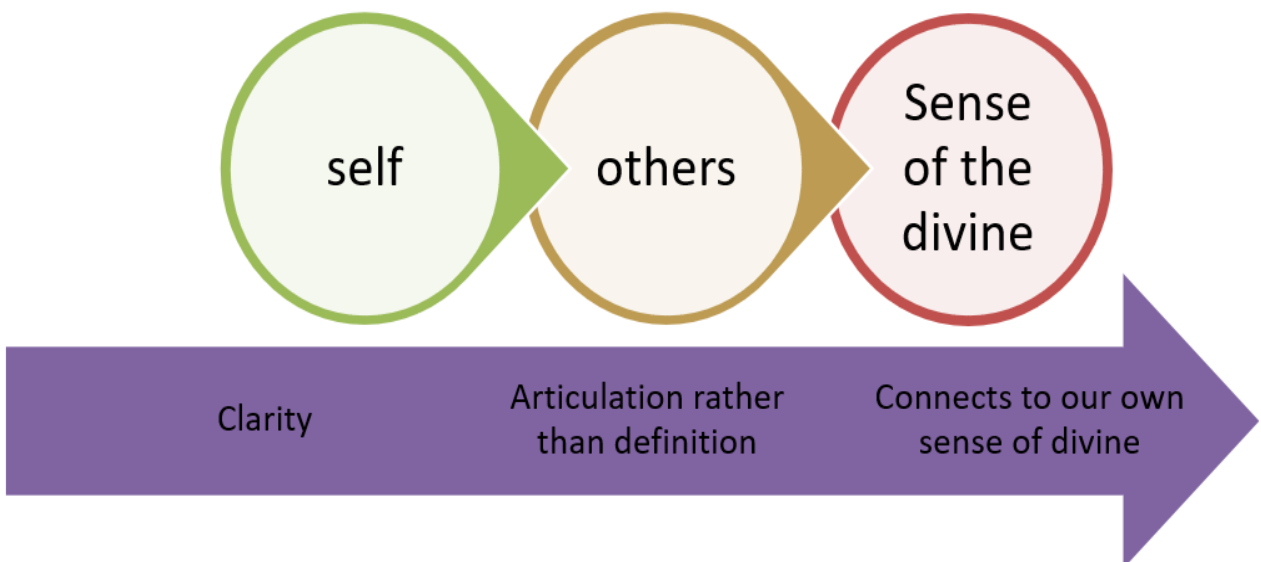 self
others
Sense
of the
divine
Clarity
Articulation rather
than definition
Connects to our own
sense of divine